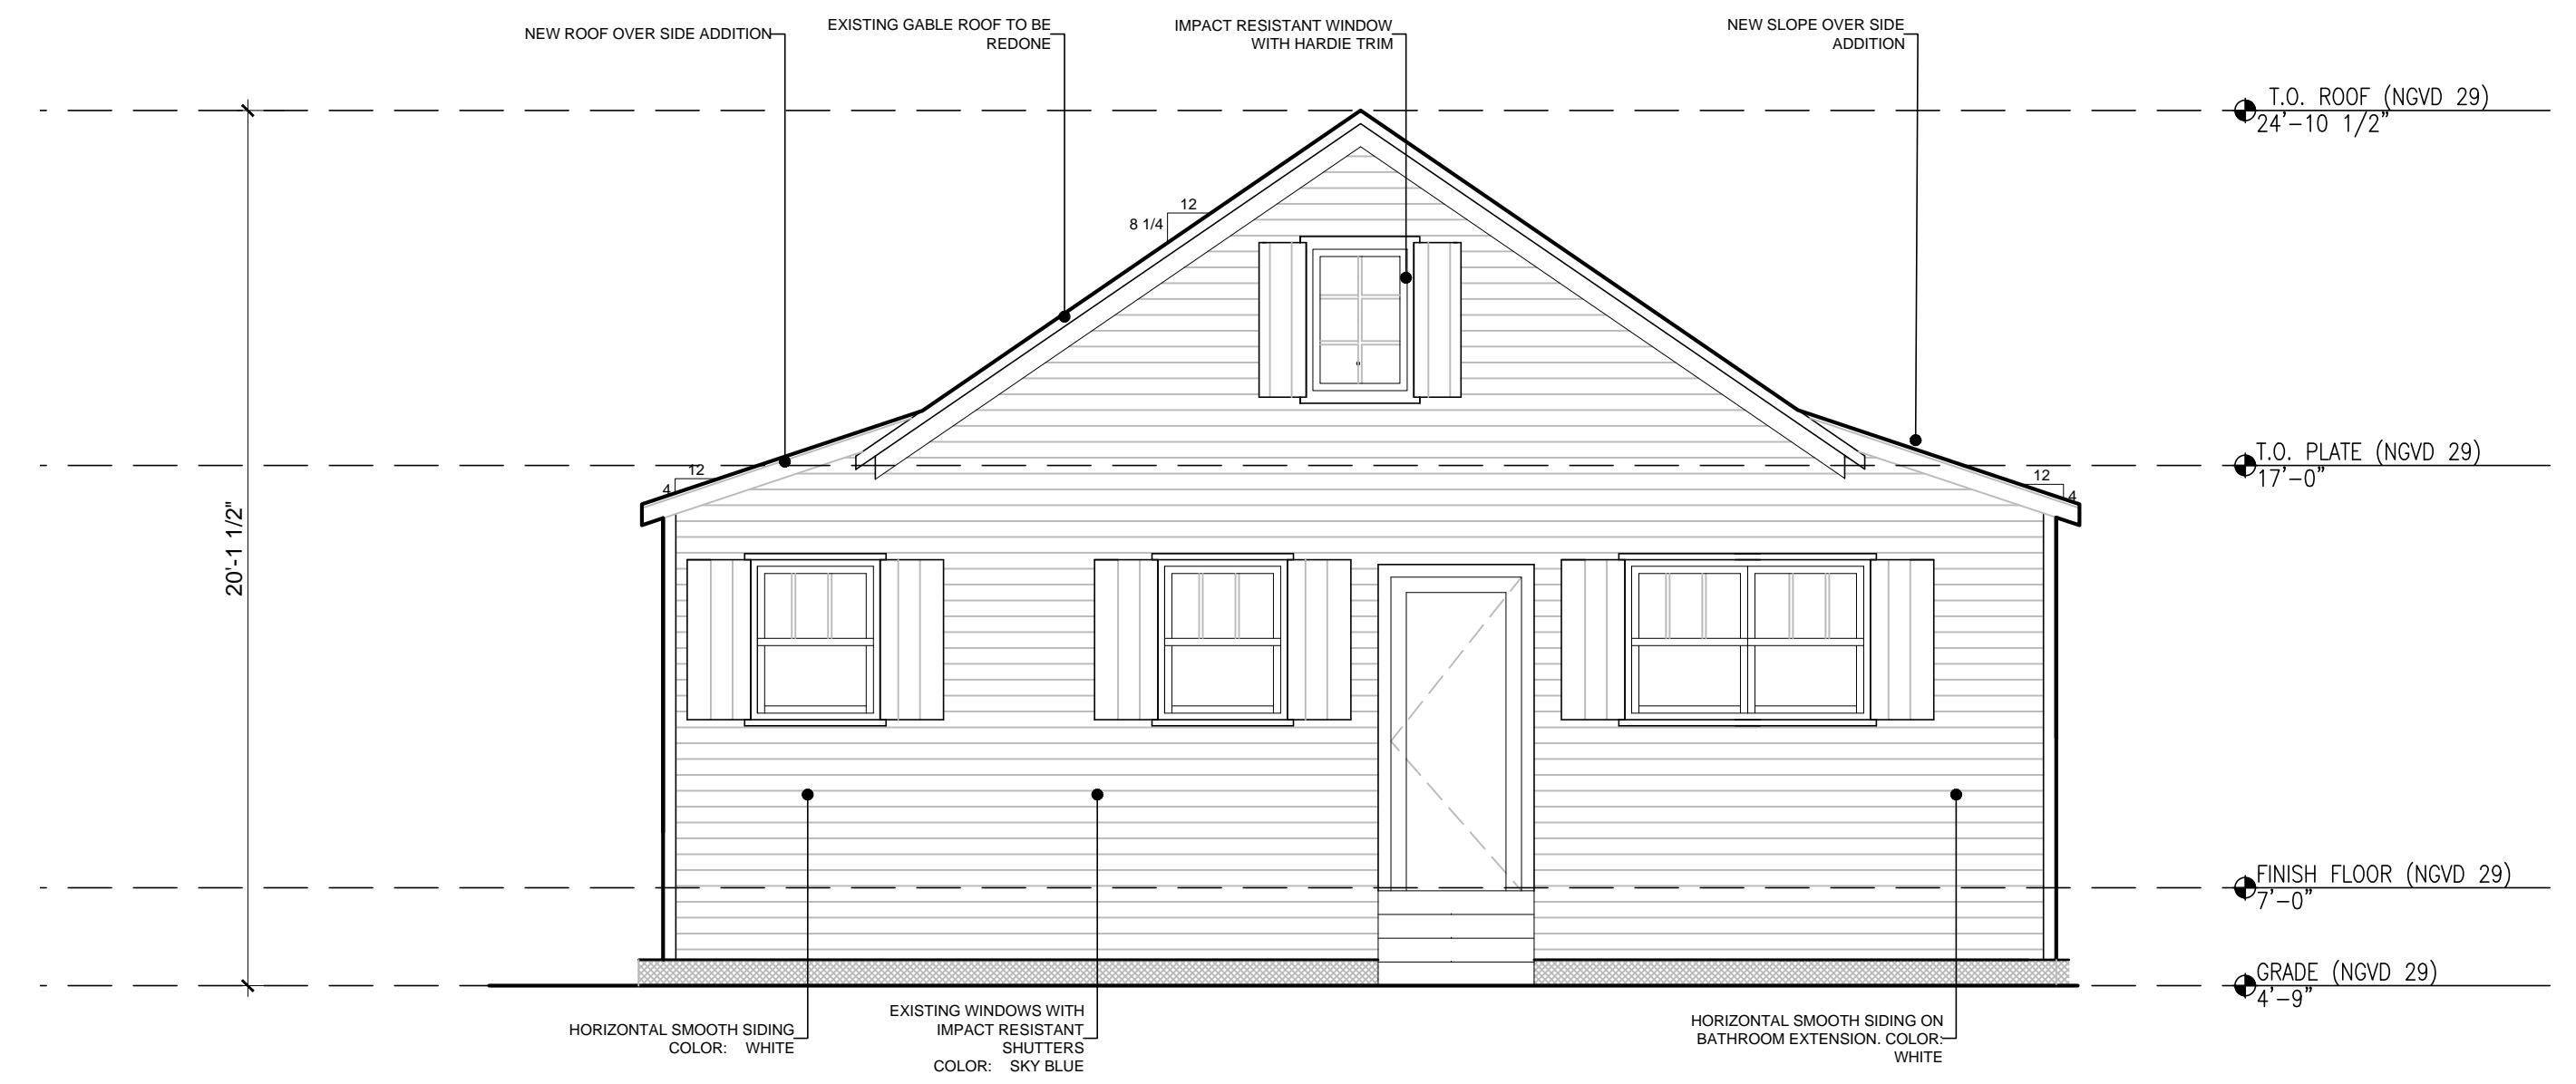 NEW ROOF OVER SIDE ADDITION
EXISTING GABLE ROOF TO BE
REDONE
IMPACT RESISTANT WINDOW
WITH HARDIE TRIM
NEW SLOPE OVER SIDE
ADDITION
T.O. ROOF (NGVD 29)
24'-10 1/2"
12
8 1/4
T.O. PLATE (NGVD 29)
17'-0"
12
4
12
4
20'-1 1/2"
FINISH FLOOR (NGVD 29)
7'-0"
GRADE (NGVD 29)
4'-9"
HORIZONTAL SMOOTH SIDING
COLOR: WHITE
EXISTING WINDOWS WITH
IMPACT RESISTANT
SHUTTERS
COLOR: SKY BLUE
HORIZONTAL SMOOTH SIDING ON
BATHROOM EXTENSION. COLOR:
WHITE